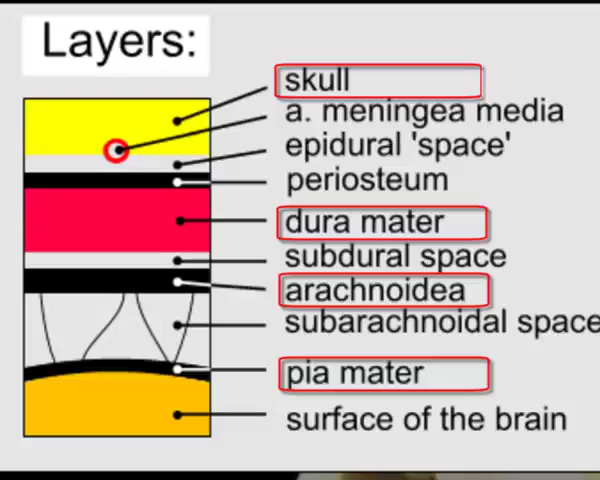 Layers:
skull
a. meningea media
epidural 'space'
periosteum
dura mater
subdural space
arachnoidea
subarachnoidal space
pia mater
surface of the brain